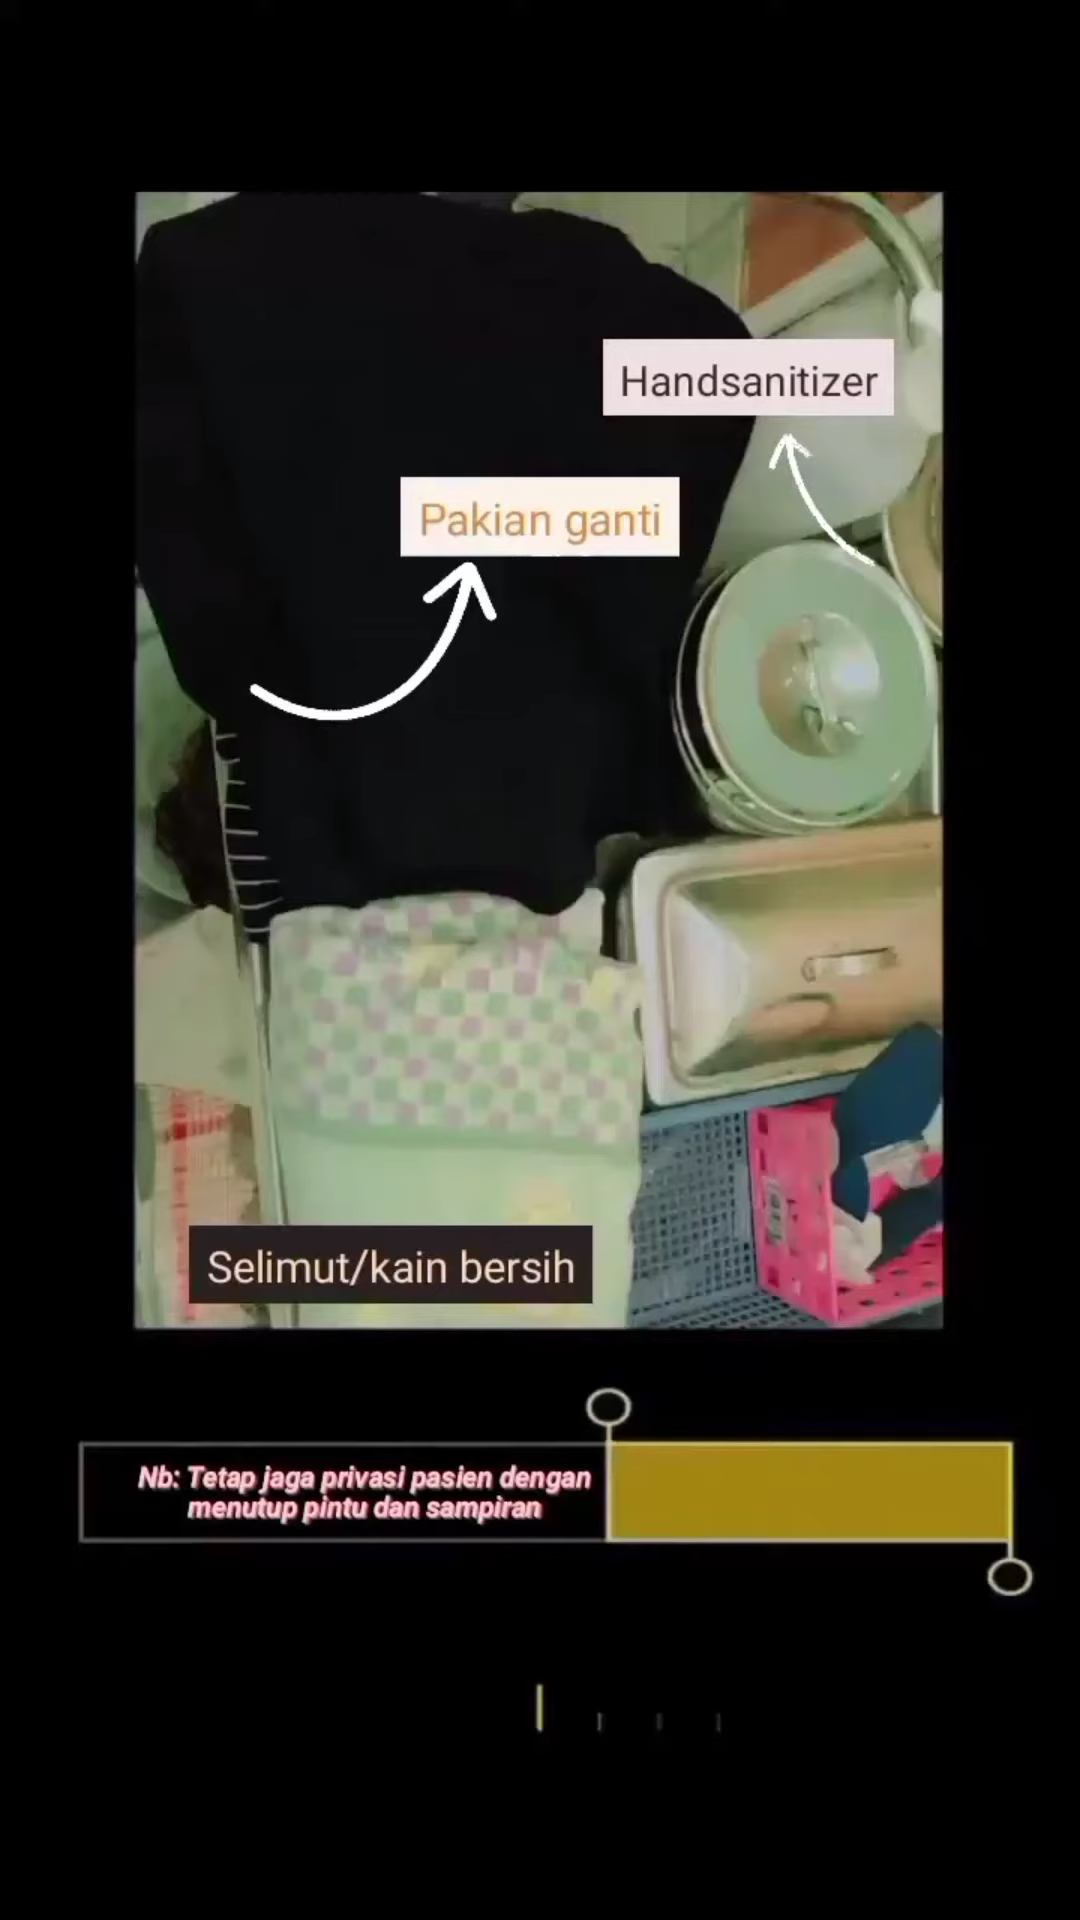 Handsanitizer
Pakian ganti
Selimut/kain bersih
Nb: Tetap jaga privasi pasien dengan
menutup pintu dan sampiran